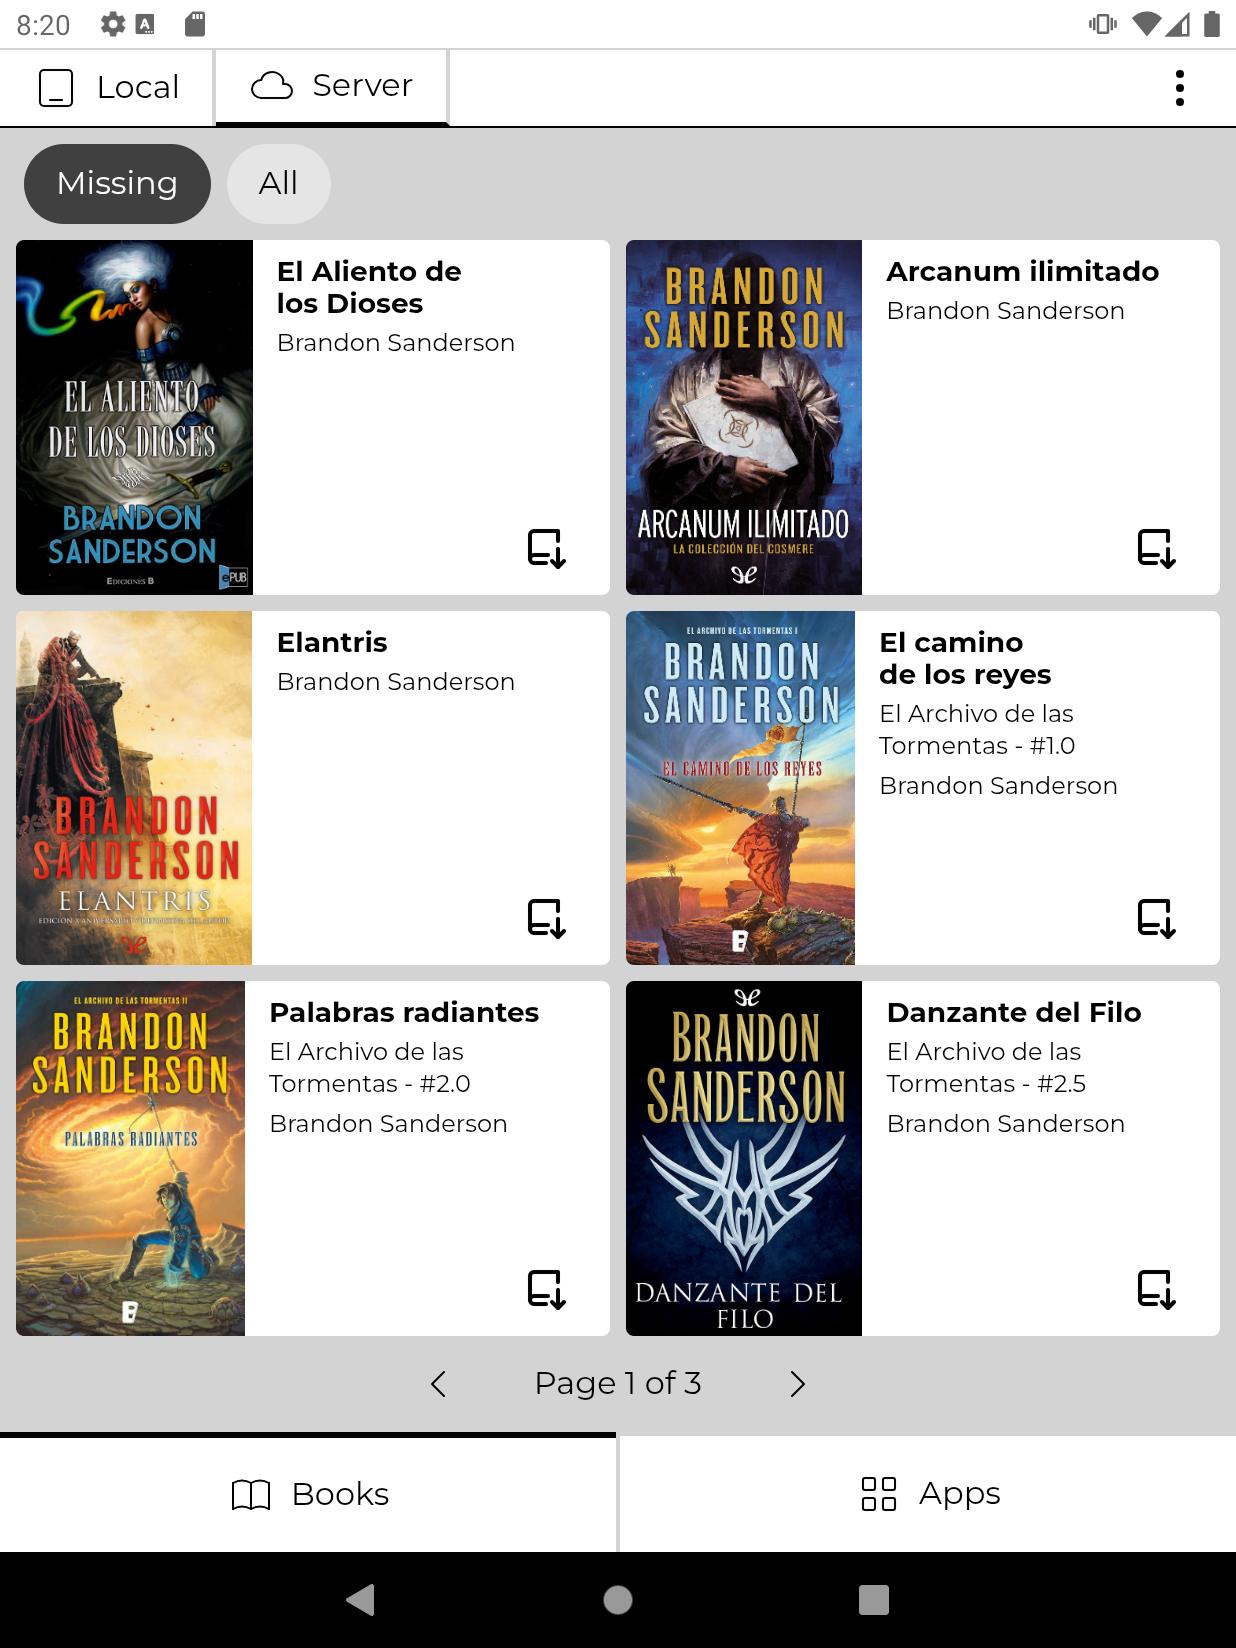 8:20
A
Local
Server
Missing
All
EL ALIENTO
DE LOS DIOSES
BRANDON
SANDERSON
EDICIONES B
ePUB
El Aliento de
los Dioses
Brandon Sanderson
BRANDON
SANDERSON
ARCANUM ILIMITADO
LA COLECCIÓN DEL COSMERE
Arcanum ilimitado
Brandon Sanderson
BRANDON
SANDERSON
ELANTRIS
EDICIÓN X ANIVERSARIO Y DEFINITIVA DEL AUTOR
Elantris
Brandon Sanderson
EL ARCHIVO DE LAS TORMENTAS I
BRANDON
SANDERSON
EL CAMINO DE LOS REYES
B
El camino
de los reyes
El Archivo de las
Tormentas - #1.0
Brandon Sanderson
EL ARCHIVO DE LAS TORMENTAS II
BRANDON
SANDERSON
PALABRAS RADIANTES
B
Palabras radiantes
El Archivo de las
Tormentas - #2.0
Brandon Sanderson
BRANDON
SANDERSON
DANZANTE DEL
FILO
Danzante del Filo
El Archivo de las
Tormentas - #2.5
Brandon Sanderson
Page 1 of 3
Books
Apps